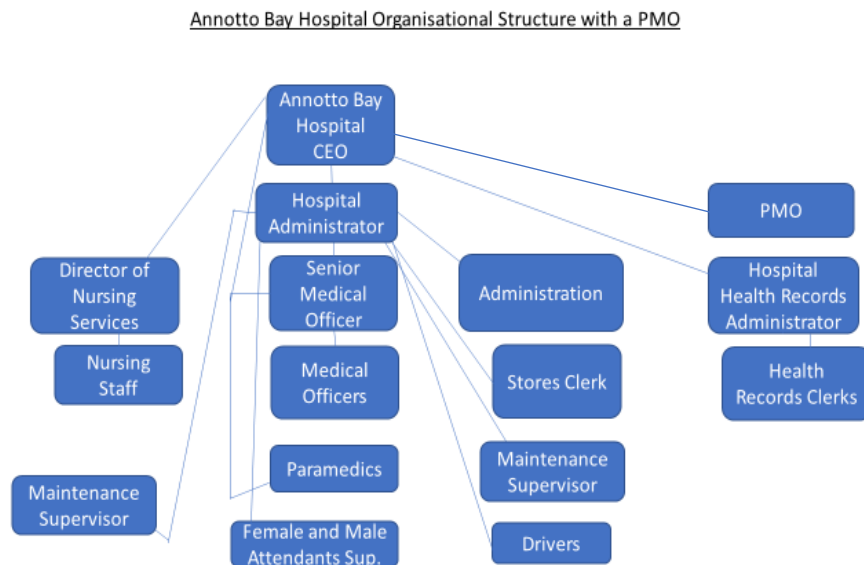 Annotto Bay Hospital Organisational Structure with a PMO
Annotto Bay
Hospital
CEO
Hospital
Administrator
PMO
Director of
Nursing
Services
Senior
Medical
Officer
Administration
Hospital
Health Records
Administrator
Nursing
Staff
Medical
Officers
Stores Clerk
Health
Records Clerks
Paramedics
Maintenance
Supervisor
Maintenance
Supervisor
Female and Male
Attendants Sup.
Drivers